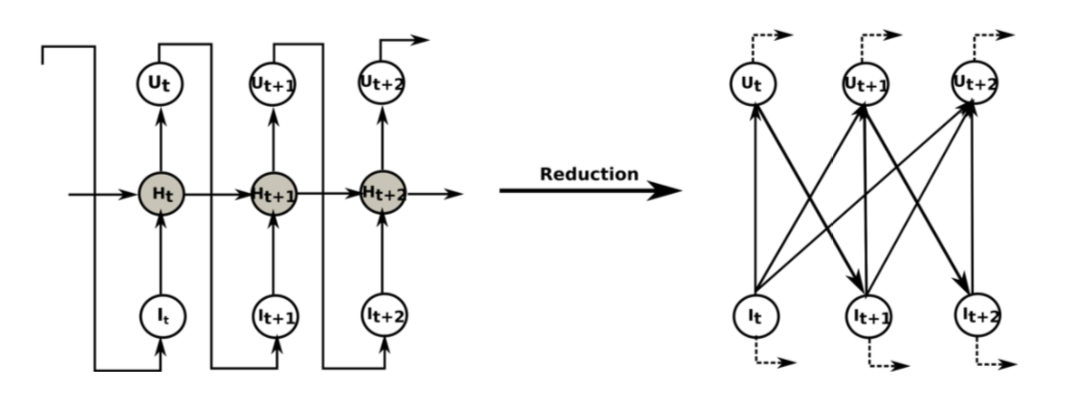 Ut Ut+1 Ut+2
Ht Ht+1 Ht+2
It It+1 It+2
Reduction
Ut Ut+1 Ut+2
It It+1 It+2